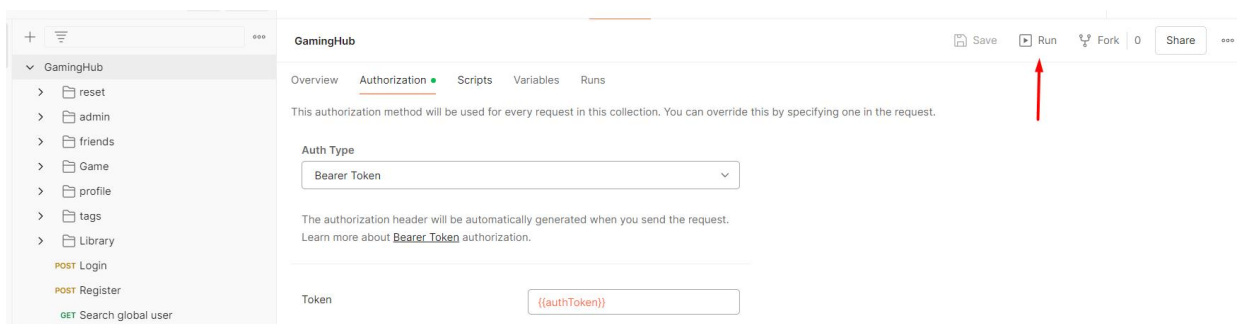 GamingHub
Save
Run
Fork
0
Share
GamingHub
reset
admin
friends
Game
profile
tags
Library
POST Login
POST Register
GET Search global user
Overview
Authorization
Scripts
Variables
Runs
This authorization method will be used for every request in this collection. You can override this by specifying one in the request.
Auth Type
Bearer Token
The authorization header will be automatically generated when you send the request.
Learn more about Bearer Token authorization.
Token
{{authToken}}